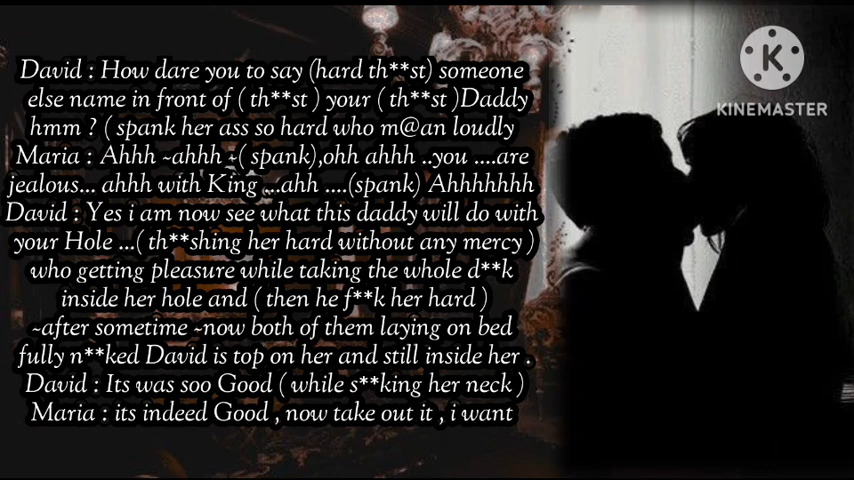 David : How dare you to say (hard th**st) someone
else name in front of ( th**st ) your ( th**st )Daddy
hmm ? ( spank her ass so hard who m@an loudly
Maria : Ahhh ~ahhh ~( spank),ohh ahhh ..you ....are
jealous... ahhh with King ...ahh ....(spank) Ahhhhhhh
David : Yes i am now see what this daddy will do with
your Hole ...( th**shing her hard without any mercy )
who getting pleasure while taking the whole d**k
inside her hole and ( then he f**k her hard )
~after sometime ~now both of them laying on bed
fully n**ked David is top on her and still inside her .
David : Its was soo Good ( while s**king her neck )
Maria : its indeed Good , now take out it , i want
K
KINEMASTER